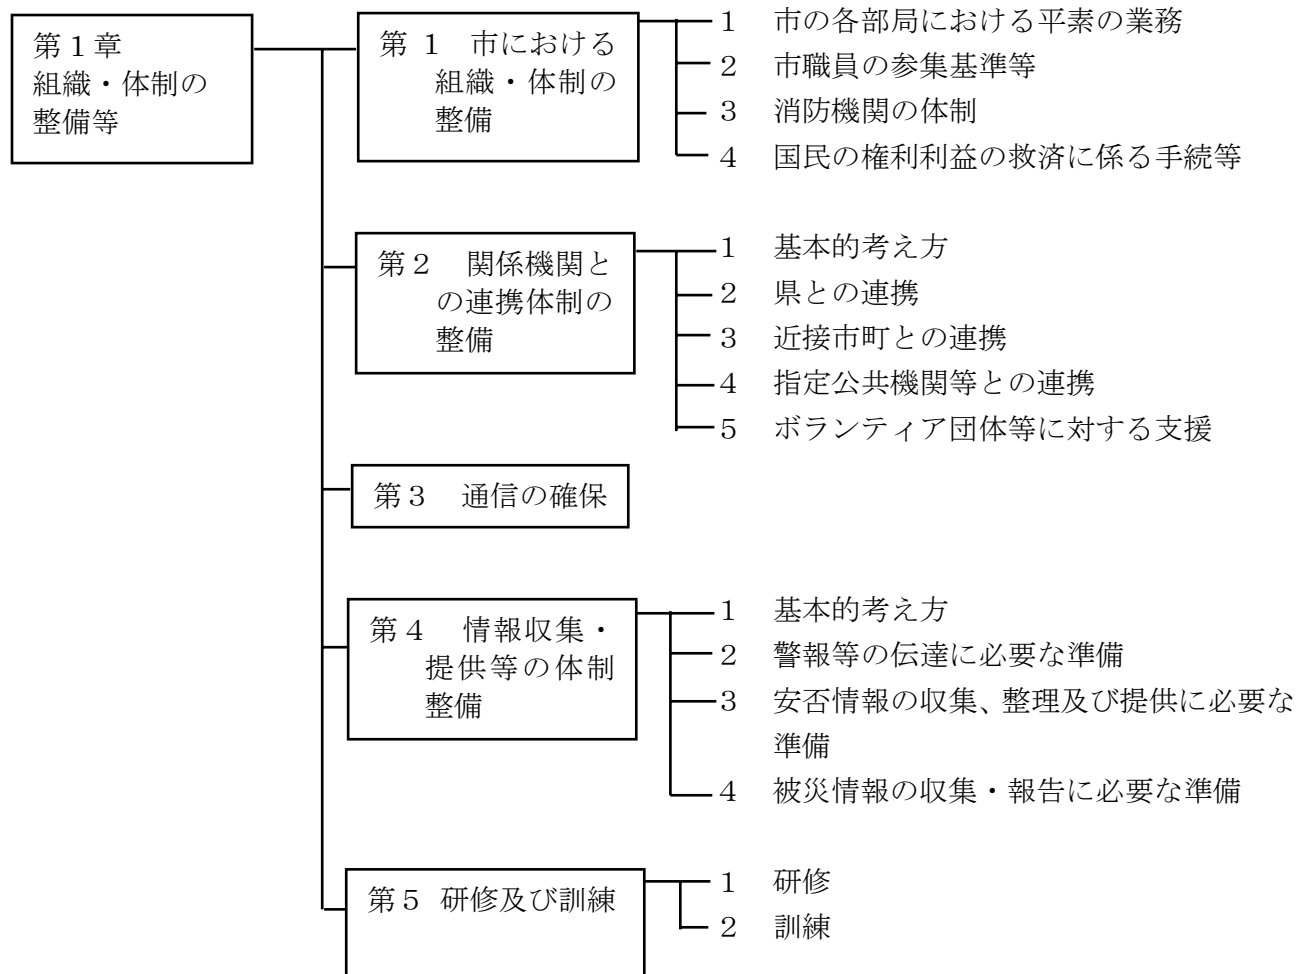 第１章
組織・体制の
整備等
第 1 市における
組織・体制の
整備
1 市の各部局における平素の業務
2 市職員の参集基準等
3 消防機関の体制
4 国民の権利利益の救済に係る手続等
第２ 関係機関と
の連携体制の
整備
1 基本的考え方
2 県との連携
3 近接市町との連携
4 指定公共機関等との連携
5 ボランティア団体等に対する支援
第３ 通信の確保
第４ 情報収集・
提供等の体制
整備
1 基本的考え方
2 警報等の伝達に必要な準備
3 安否情報の収集、整理及び提供に必要な
準備
4 被災情報の収集・報告に必要な準備
第５ 研修及び訓練
1 研修
2 訓練